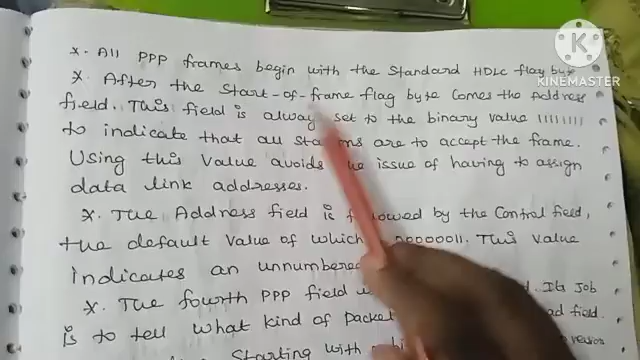 x. All PPP frames begin with the standard HDLC flag byte
x. After the start-of-frame flag byte comes the Address
field. This field is always set to the binary value 11111111
to indicate that all stations are to accept the frame.
Using this value avoids the issue of having to assign
data link addresses.
x. The Address field is followed by the Control field,
the default value of which 00000011. This value
indicates an unnumbered
x. The fourth PPP field Its Job
is to tell what kind of packet field.
Starting with reason
K
KINEMASTER